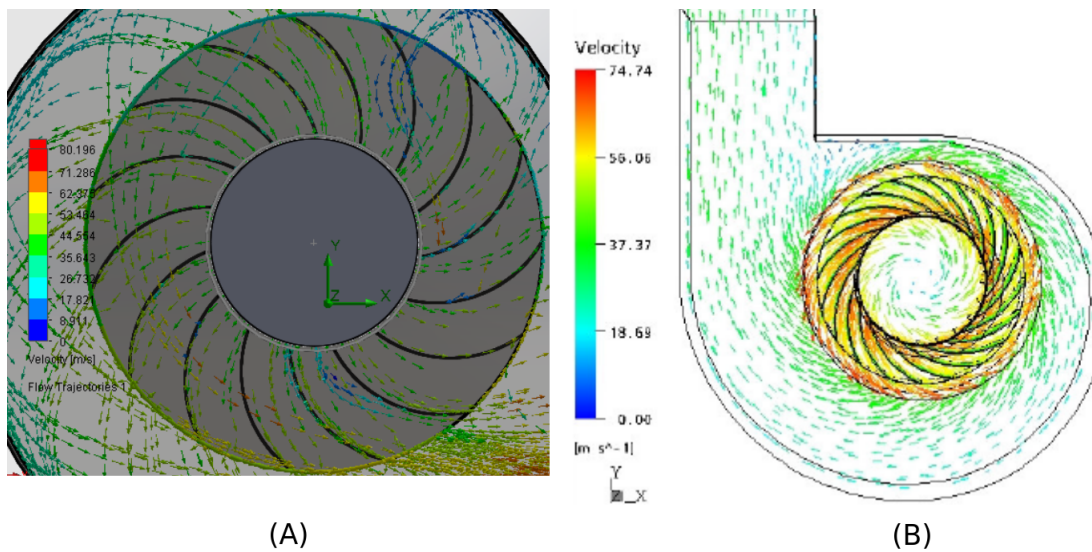 80.196
71.286
62.375
53.464
44.554
35.643
26.732
17.821
8.911
0
Velocity [m/s]
Flow Trajectories 1
Y
Z
X
(A)
Velocity
74.74
56.06
37.37
18.69
0.00
[m s^-1]
Y
Z
X
(B)